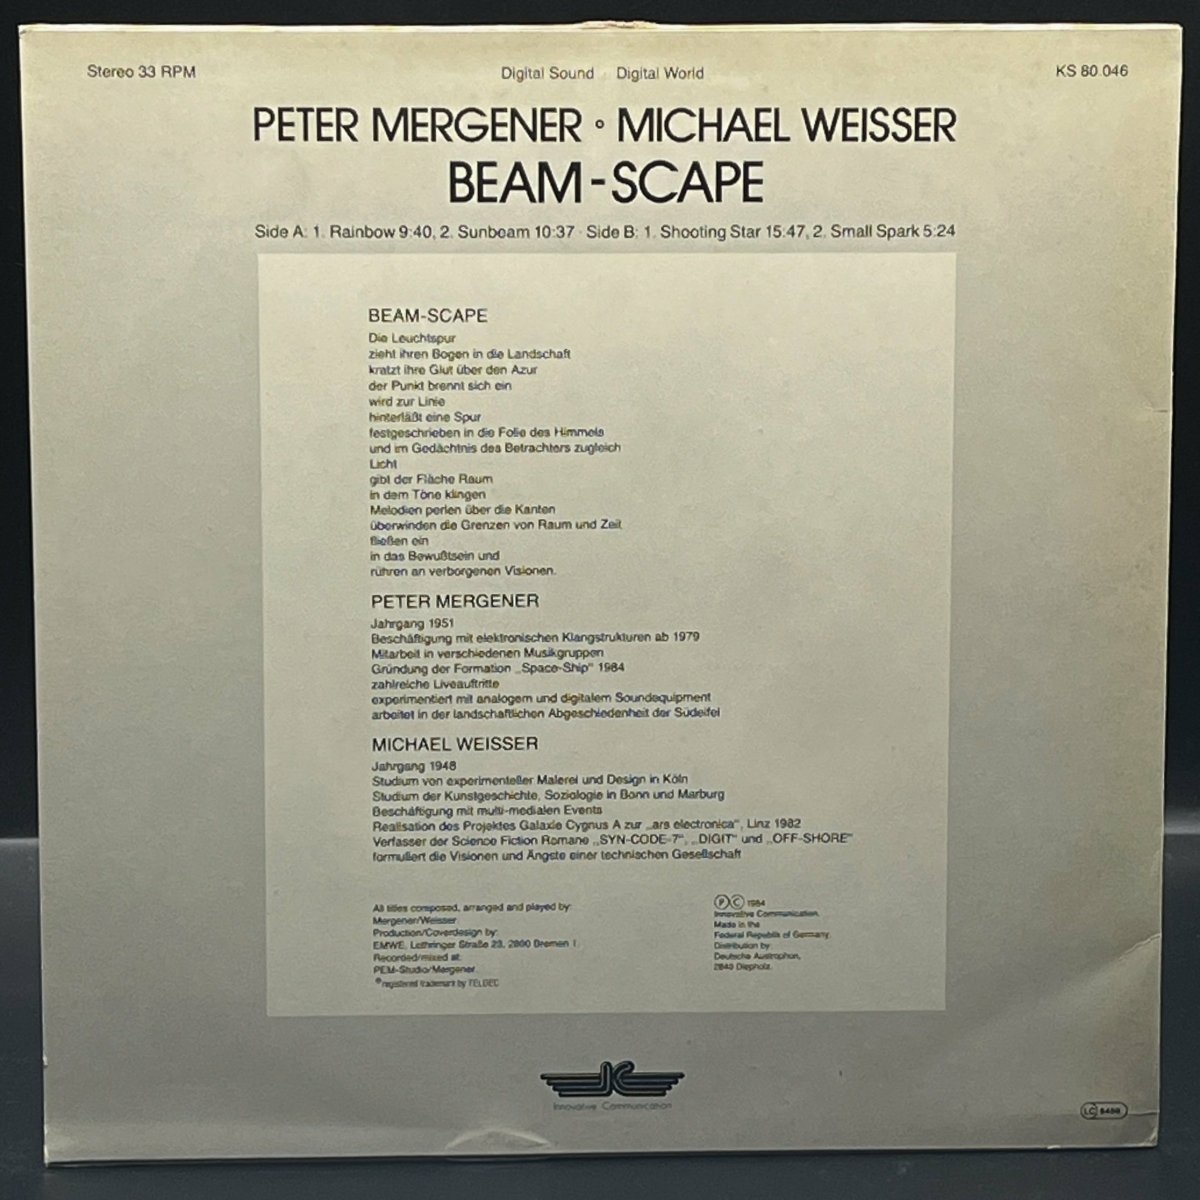 Stereo 33 RPM
Digital Sound Digital World
KS 80.046
PETER MERGENER ∘ MICHAEL WEISSER
BEAM-SCAPE
Side A: 1. Rainbow 9:40, 2. Sunbeam 10:37 · Side B: 1. Shooting Star 15:47, 2. Small Spark 5:24
BEAM-SCAPE
Die Leuchtspur
zieht ihren Bogen in die Landschaft
kratzt ihre Glut über den Azur
der Punkt brennt sich ein
wird zur Linie
hinterläßt eine Spur
festgeschrieben in die Folie des Himmels
und im Gedächtnis des Betrachters zugleich
Licht
gibt der Fläche Raum
in dem Töne klingen
Melodien perlen über die Kanten
überwinden die Grenzen von Raum und Zeit
fließen ein
in das Bewußtsein und
rühren an verborgenen Visionen.
PETER MERGENER
Jahrgang 1951
Beschäftigung mit elektronischen Klangstrukturen ab 1979
Mitarbeit in verschiedenen Musikgruppen
Gründung der Formation „Space-Ship" 1984
zahlreiche Liveauftritte
experimentiert mit analogem und digitalem Soundequipment
arbeitet in der landschaftlichen Abgeschiedenheit der Südeifel
MICHAEL WEISSER
Jahrgang 1948
Studium von experimenteller Malerei und Design in Köln
Studium der Kunstgeschichte, Soziologie in Bonn und Marburg
Beschäftigung mit multi-medialen Events
Realisation des Projektes Galaxie Cygnus A zur „ars electronica", Linz 1982
Verfasser der Science Fiction Romane „SYN-CODE-7", „DIGIT" und „OFF-SHORE"
formuliert die Visionen und Ängste einer technischen Gesellschaft
All titles composed, arranged and played by:
Mergener/Weisser
Production/Coverdesign by:
EMWE, Lothringer Straße 23, 2800 Bremen 1
Recorded/mixed at:
PEM-Studio/Mergener
® registered trademark by TELDEC
Ⓟ Ⓒ 1984
Innovative Communication
Made in the
Federal Republik of Germany
Distribution by:
Deutsche Austrophon,
2840 Diepholz
IC
Innovative Communication
LC